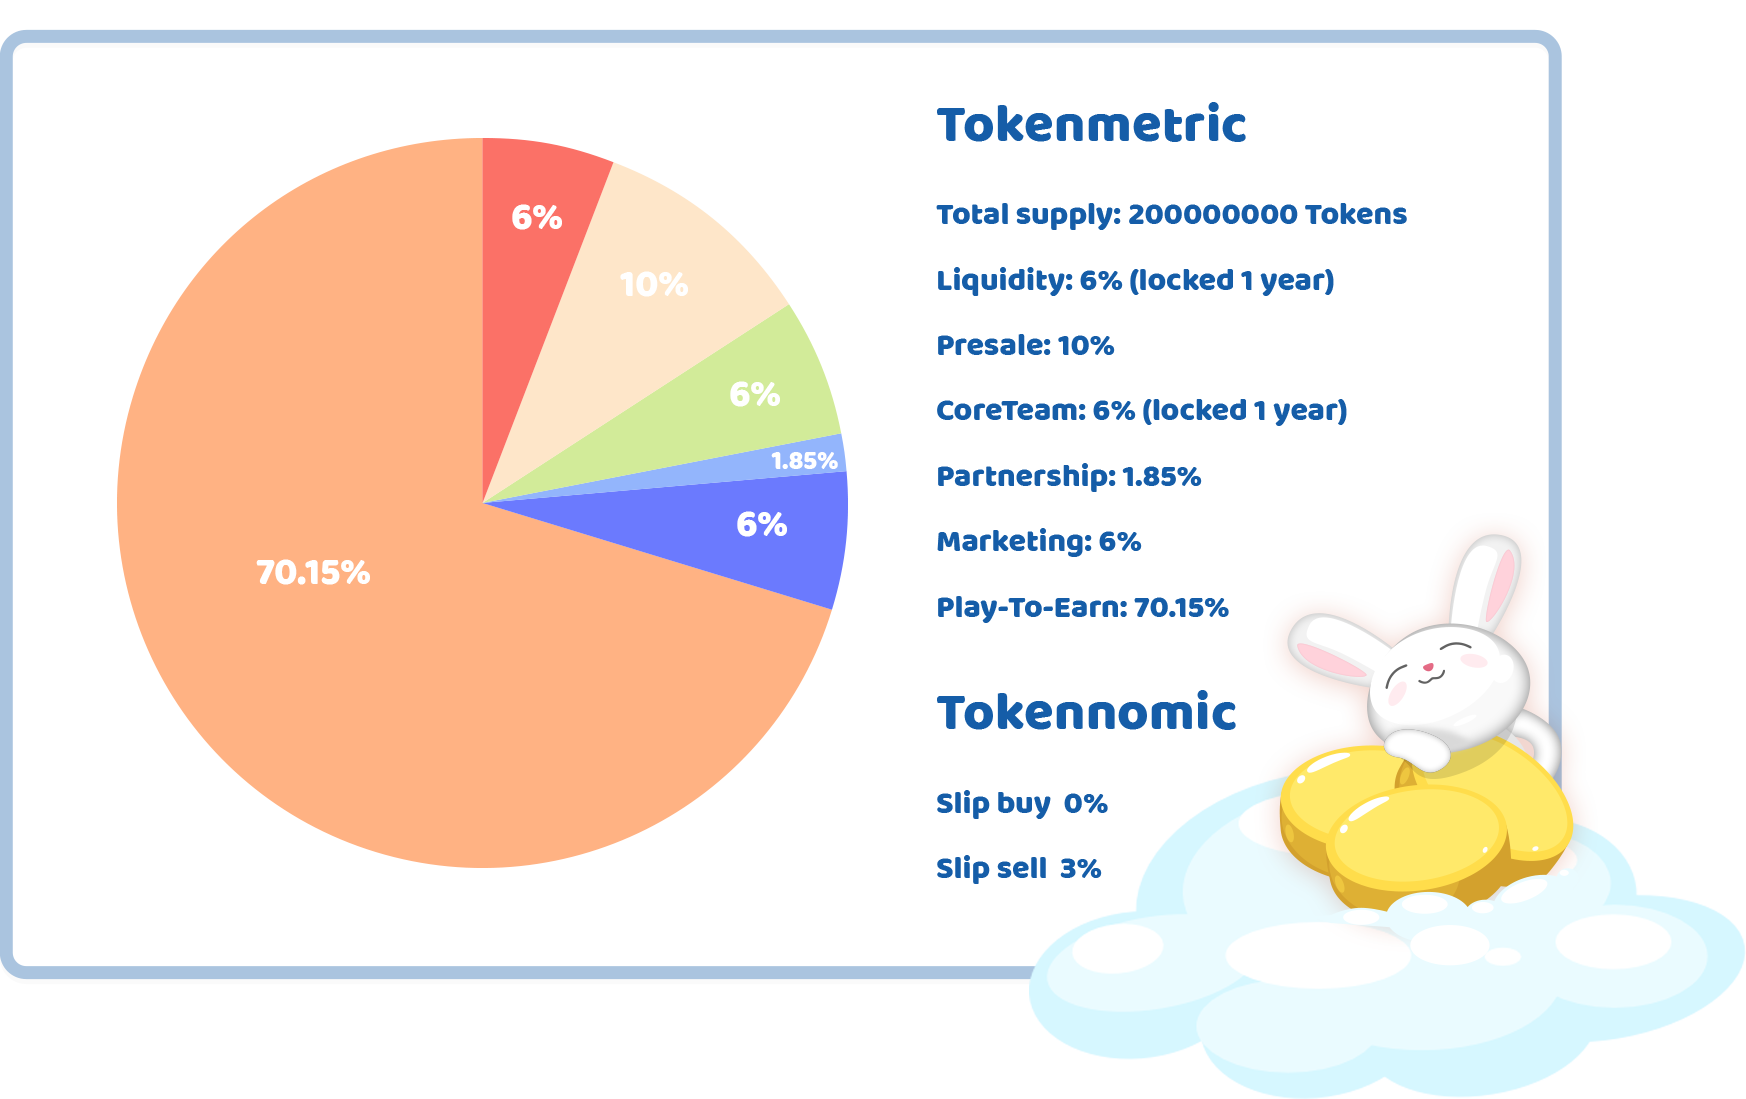 6%
10%
6%
1.85%
6%
70.15%
Tokenmetric
Total supply: 200000000 Tokens
Liquidity: 6% (locked 1 year)
Presale: 10%
CoreTeam: 6% (locked 1 year)
Partnership: 1.85%
Marketing: 6%
Play-To-Earn: 70.15%
Tokennomic
Slip buy 0%
Slip sell 3%